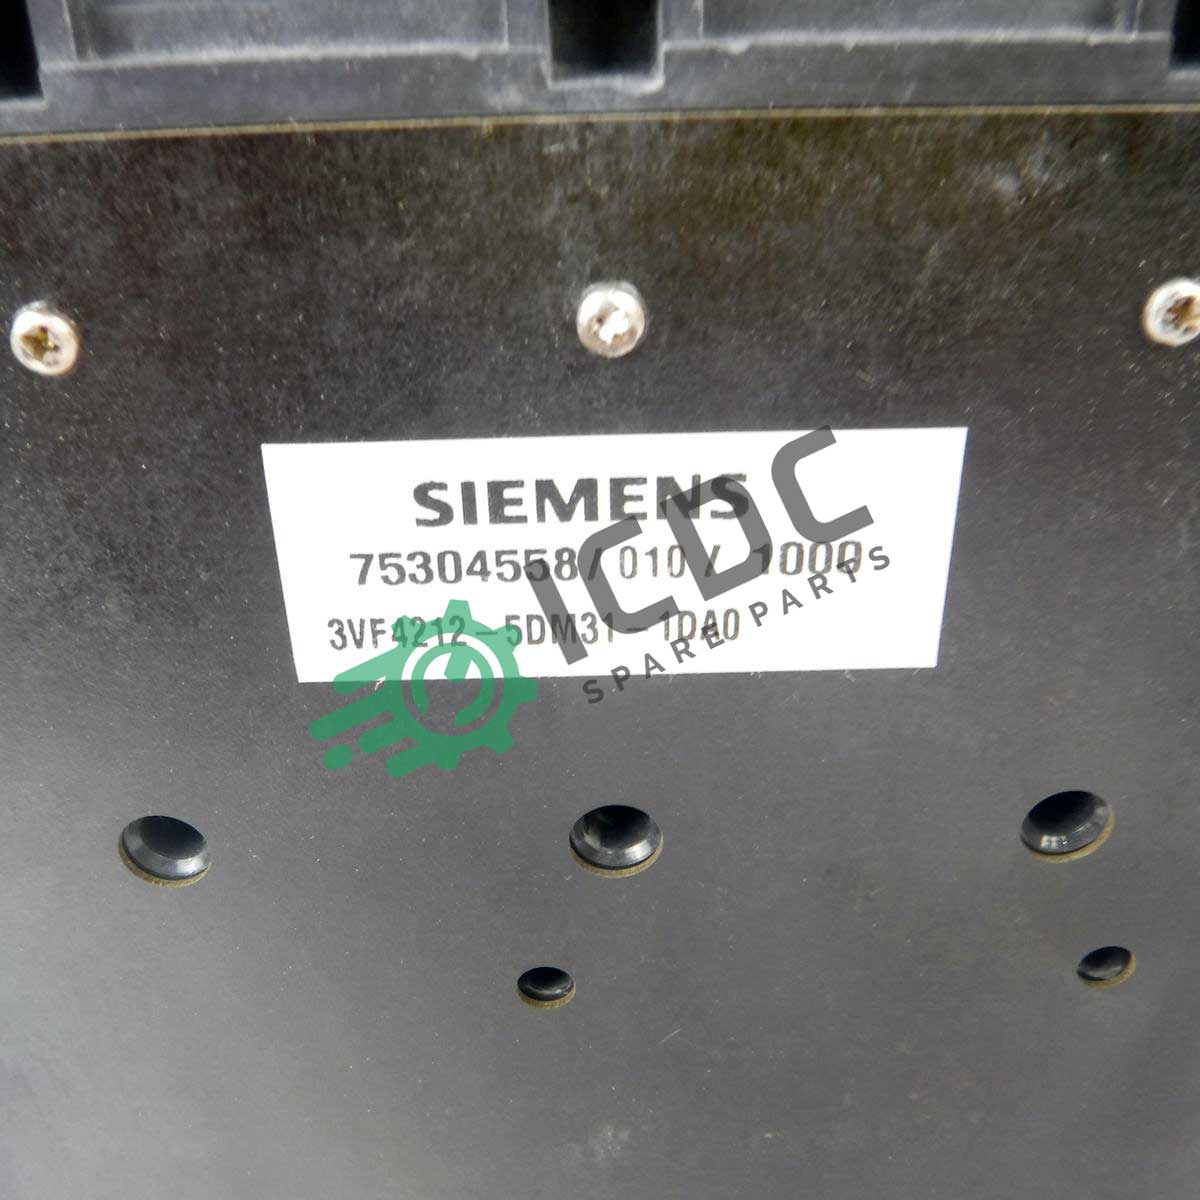 SIEMENS
75304558/010/ 1000
3VF4212-5DM31-1DA0
ICDC
SPARE PARTS